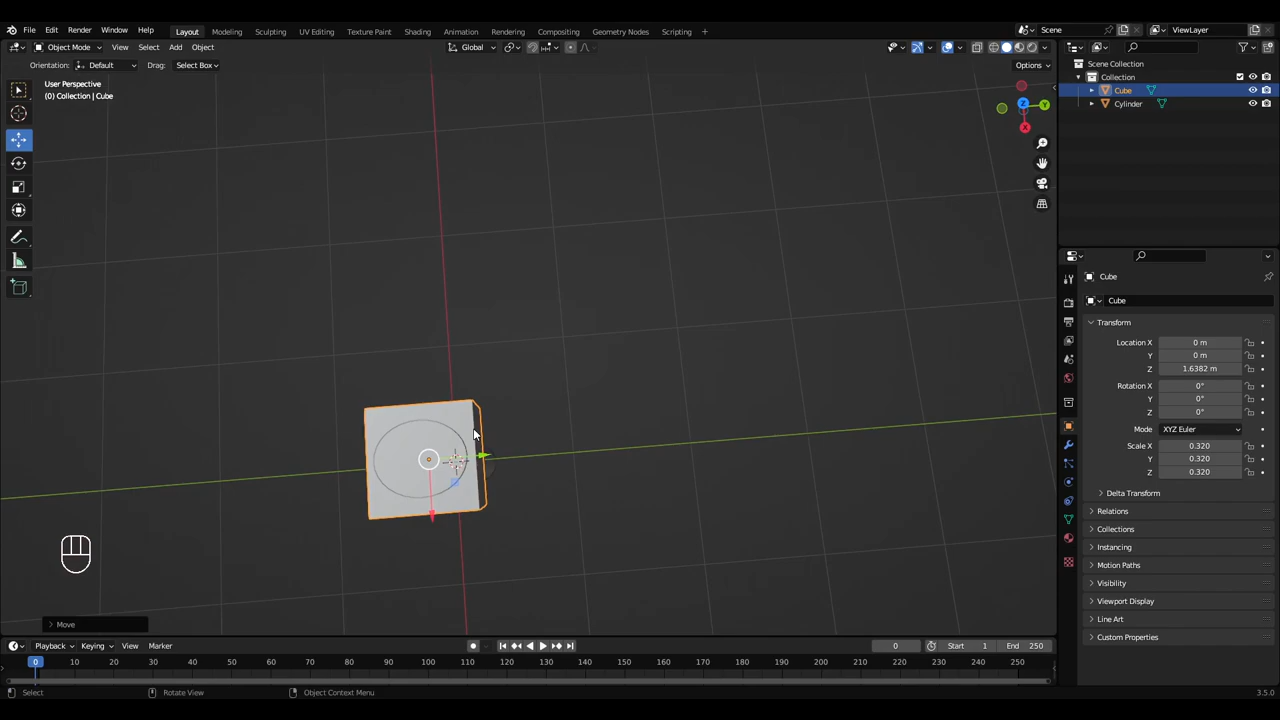 File Edit Render Window Help Layout Modeling Sculpting UV Editing Texture Paint Shading Animation Rendering Compositing Geometry Nodes Scripting + Scene ViewLayer
Object Mode View Select Add Object Global
Orientation: Default Drag: Select Box Options
User Perspective
(0) Collection | Cube
Scene Collection
Collection
Cube
Cylinder
Z
Y
X
Cube
Cube
Transform
Location X 0 m
Y 0 m
Z 1.6382 m
Rotation X 0°
Y 0°
Z 0°
Mode XYZ Euler
Scale X 0.320
Y 0.320
Z 0.320
Delta Transform
Relations
Collections
Instancing
Motion Paths
Visibility
Viewport Display
Line Art
Custom Properties
Move
Playback Keying View Marker 0 Start 1 End 250
0 10 20 30 40 50 60 70 80 90 100 110 120 130 140 150 160 170 180 190 200 210 220 230 240 250
Select Rotate View Object Context Menu 3.5.0